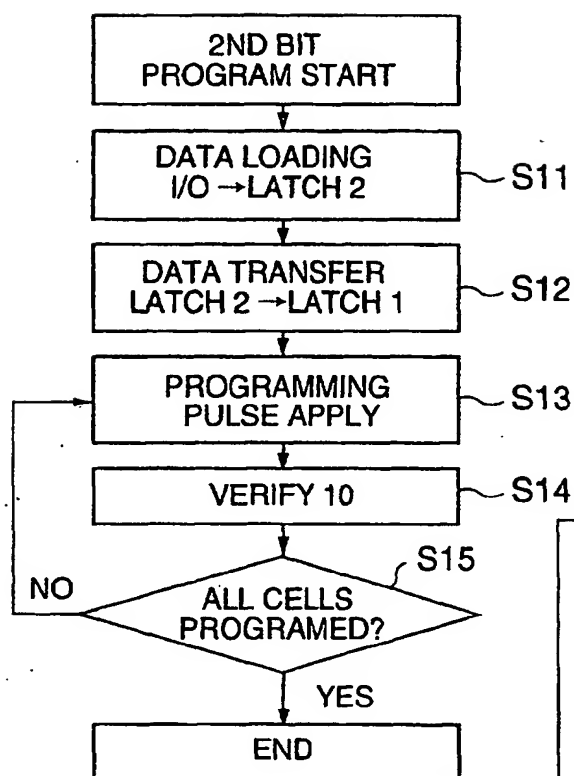 2ND BIT
PROGRAM START
DATA LOADING
I/O →LATCH 2
S11
DATA TRANSFER
LATCH 2 →LATCH 1
S12
PROGRAMMING
PULSE APPLY
S13
VERIFY 10
S14
S15
ALL CELLS
PROGRAMED?
NO
YES
END